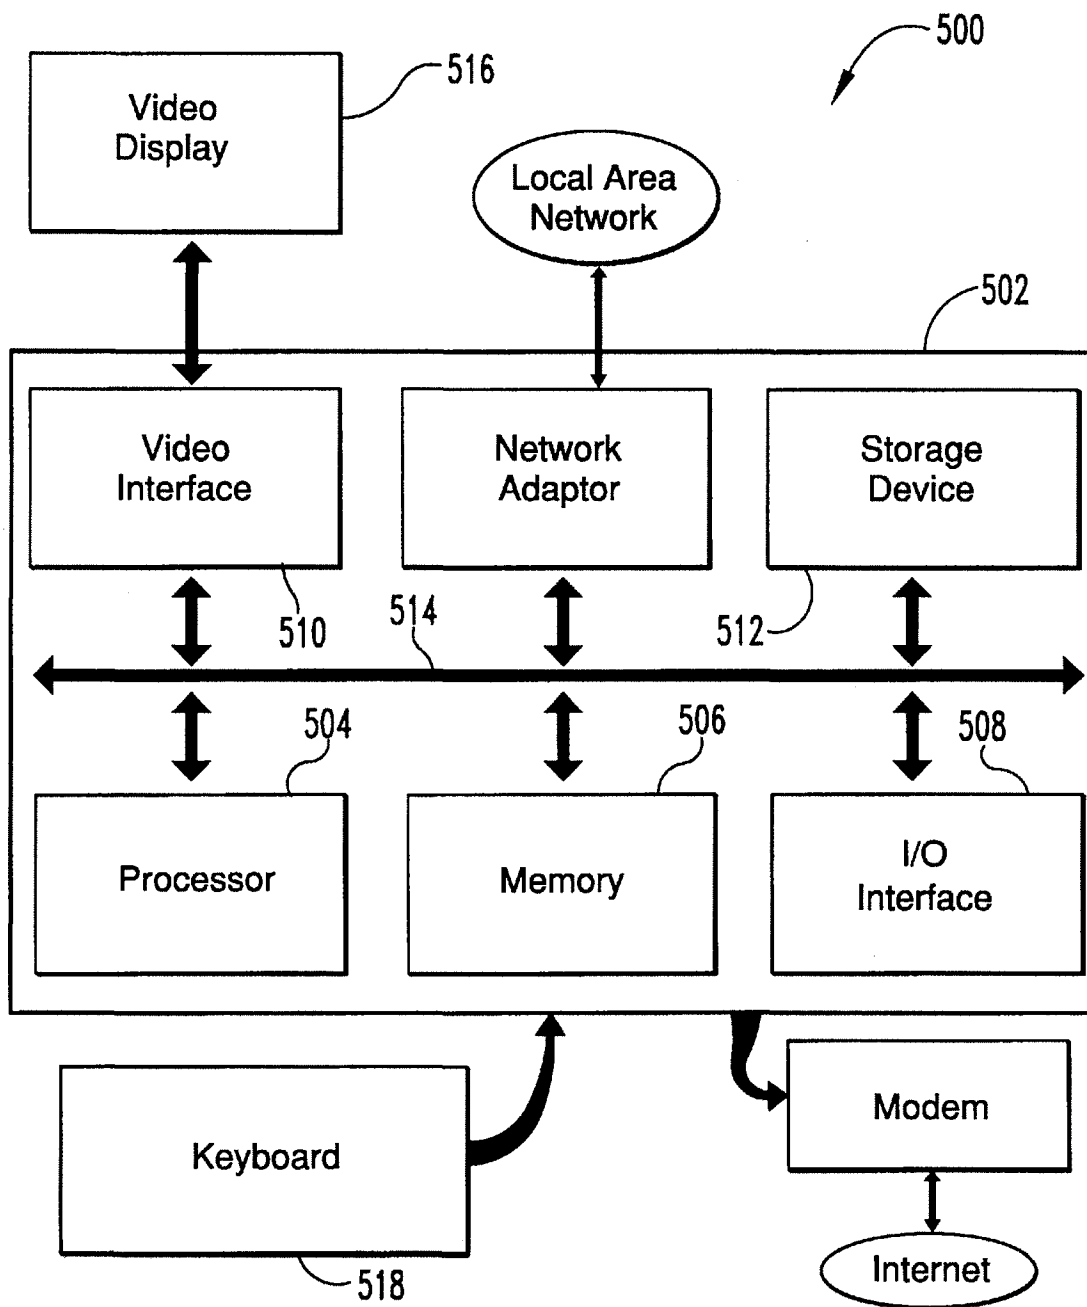 500
Video
Display
516
Local Area
Network
502
Video
Interface
Network
Adaptor
Storage
Device
510
514
512
504
506
508
Processor
Memory
I/O
Interface
Keyboard
Modem
518
Internet